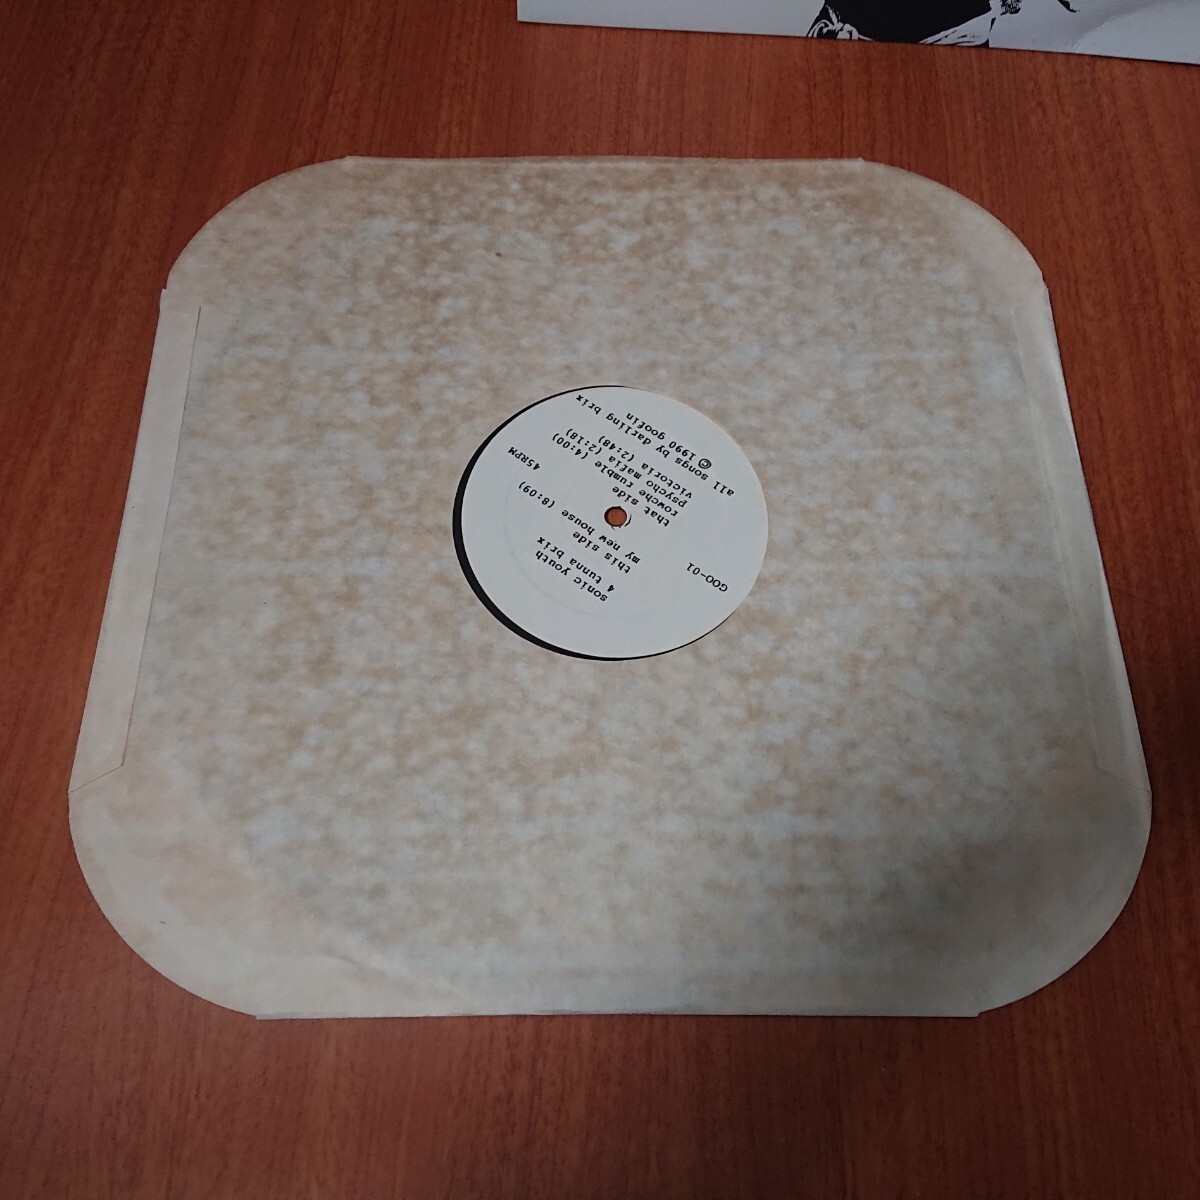 sonic youth
4 tunna brix
this side
my new house (8:09)
GOO-01
45RPM
that side
rowche rumble (4:00)
psycho mafia (2:18)
victoria (2:48)
© 1990 goofin
all songs by darling brix